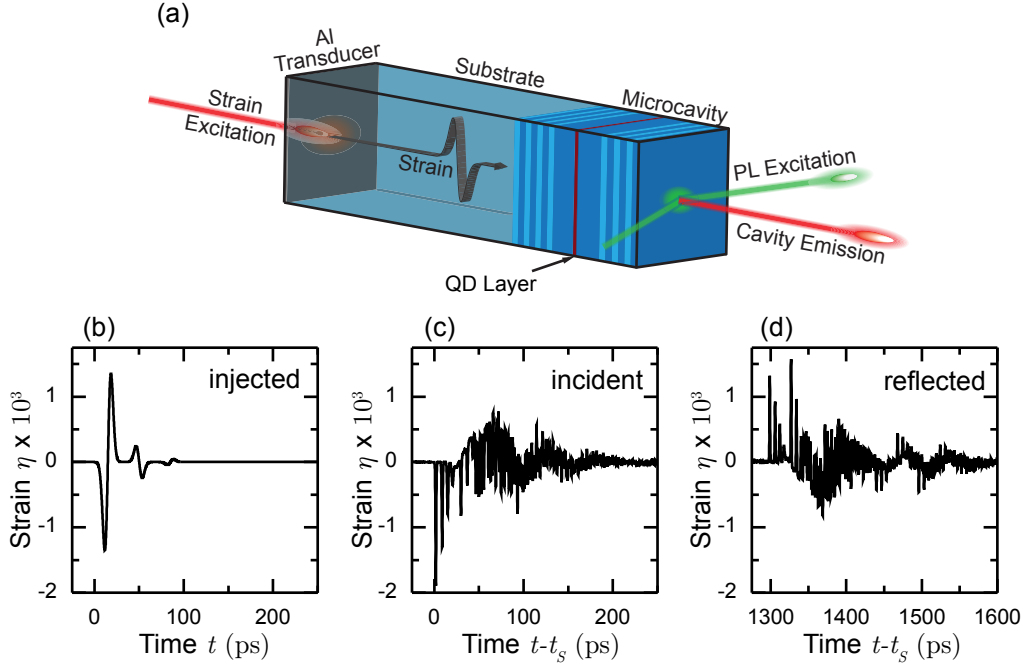 (a)
Al
Transducer
Substrate
Microcavity
Strain
Excitation
Strain
PL Excitation
Cavity Emission
QD Layer
(b)
injected
Strain η x 10³
1
0
-1
-2
0
100
200
Time t (ps)
(c)
incident
Strain η x 10³
1
0
-1
-2
0
100
200
Time t-tₛ (ps)
(d)
reflected
Strain η x 10³
1
0
-1
-2
1300
1400
1500
1600
Time t-tₛ (ps)